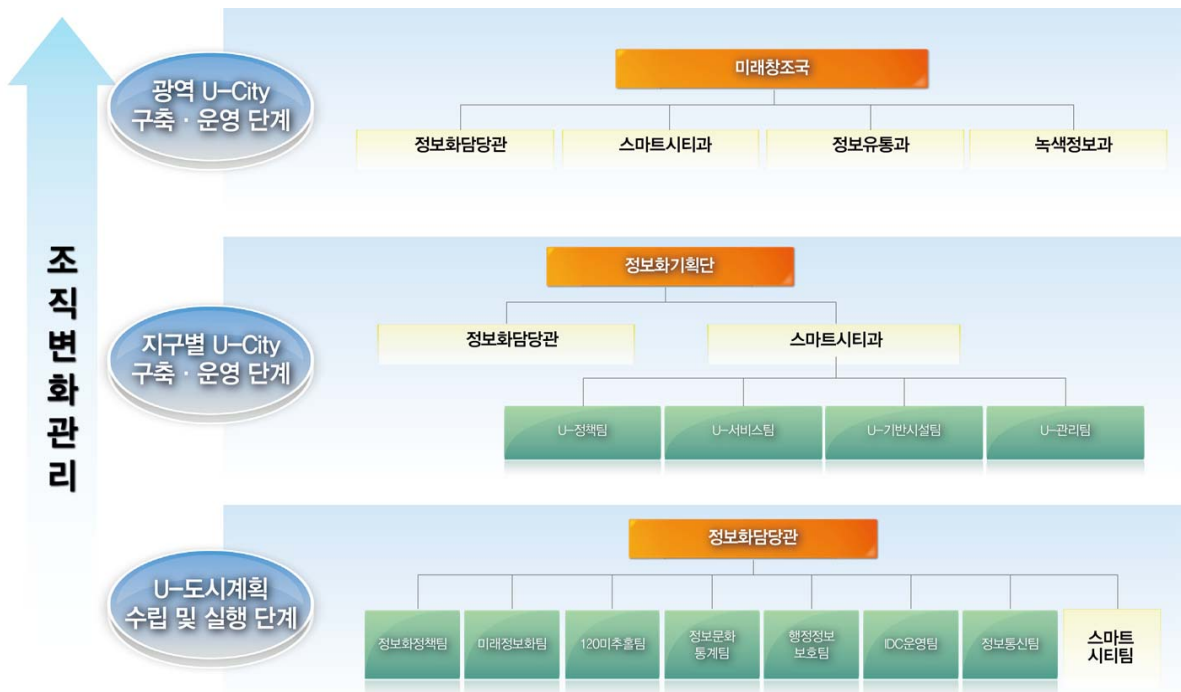 조직변화관리
광역 U-City
구축·운영 단계
미래창조국
정보화담당관
스마트시티과
정보유통과
녹색정보과
지구별 U-City
구축·운영 단계
정보화기획단
정보화담당관
스마트시티과
U-정책팀
U-서비스팀
U-기반시설팀
U-관리팀
U-도시계획
수립 및 실행 단계
정보화담당관
정보화정책팀
미래정보화팀
120미추홀팀
정보문화
통계팀
행정정보
보호팀
IDC운영팀
정보통신팀
스마트
시티팀